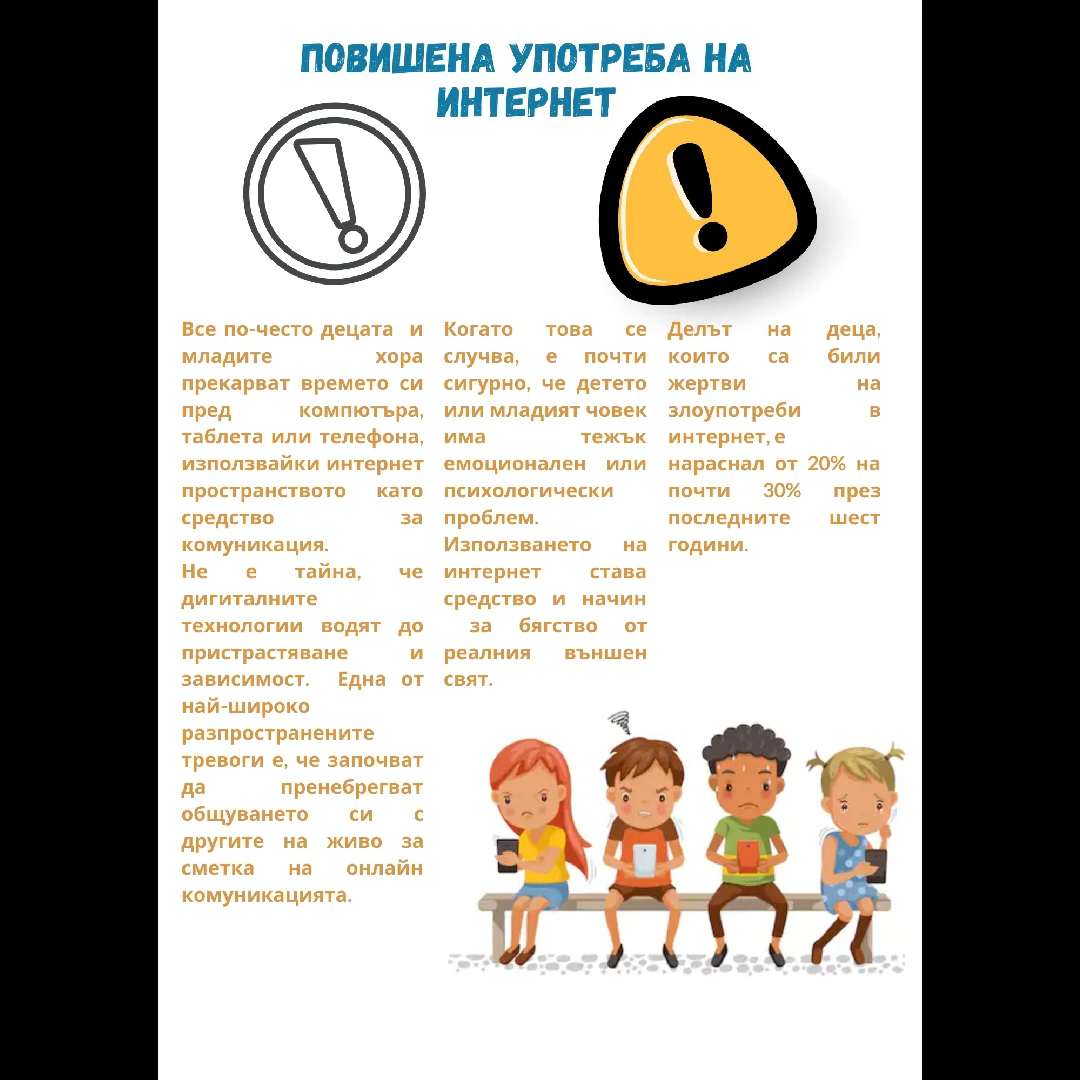 ПОВИШЕНА УПОТРЕБА НА
ИНТЕРНЕТ
Все по-често децата и
младите хора
прекарват времето си
пред компютъра,
таблета или телефона,
използвайки интернет
пространството като
средство за
комуникация.
Не е тайна, че
дигиталните
технологии водят до
пристрастяване и
зависимост. Една от
най-широко
разпространените
тревоги е, че започват
да пренебрегват
общуването си с
другите на живо за
сметка на онлайн
комуникацията.
Когато това се
случва, е почти
сигурно, че детето
или младият човек
има тежък
емоционален или
психологически
проблем.
Използването на
интернет става
средство и начин
за бягство от
реалния външен
свят.
Делът на деца,
които са били
жертви на
злоупотреби в
интернет, е
нараснал от 20% на
почти 30% през
последните шест
години.